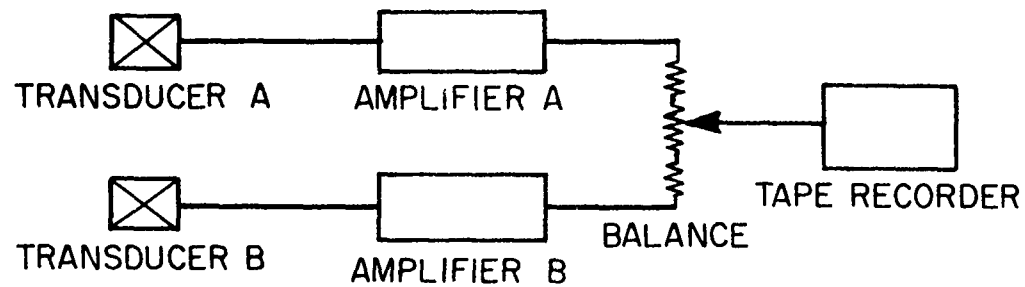 TRANSDUCER A
AMPLIFIER A
TAPE RECORDER
BALANCE
TRANSDUCER B
AMPLIFIER B